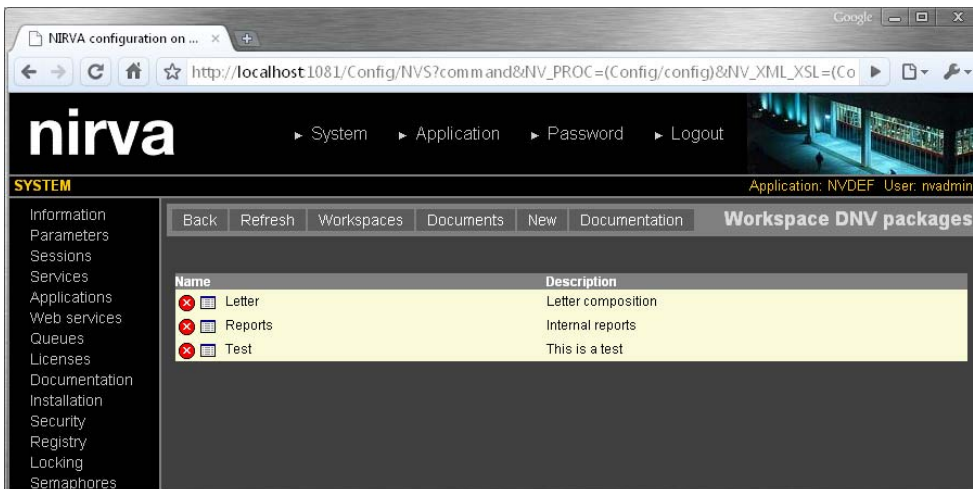 Google
NIRVA configuration on ...
http://localhost:1081/Config/NVS?command&NV_PROC=(Config/config)&NV_XML_XSL=(Co
nirva
System Application Password Logout
SYSTEM
Application: NVDEF User: nvadmin
Information
Parameters
Sessions
Services
Applications
Web services
Queues
Licenses
Documentation
Installation
Security
Registry
Locking
Semaphores
Back Refresh Workspaces Documents New Documentation Workspace DNV packages
Name Description
Letter Letter composition
Reports Internal reports
Test This is a test